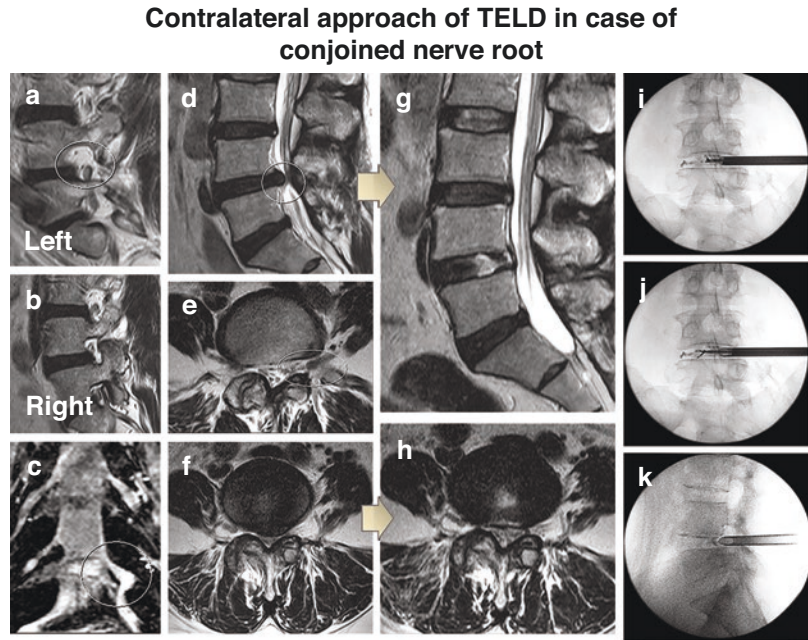 Contralateral approach of TELD in case of
conjoined nerve root
a
Left
b
Right
c
d
e
f
g
h
i
j
k